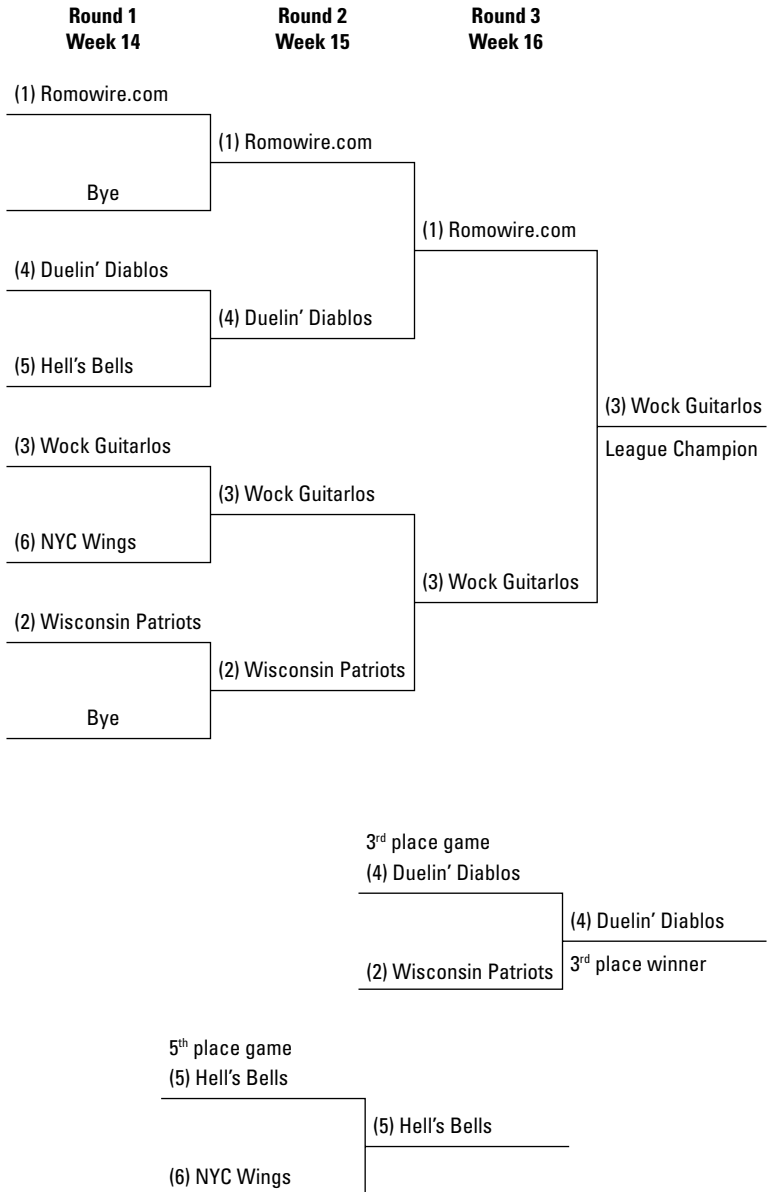 Round 1 Round 2 Round 3
Week 14 Week 15 Week 16
(1) Romowire.com
(1) Romowire.com
Bye
(1) Romowire.com
(4) Duelin’ Diablos
(4) Duelin’ Diablos
(5) Hell's Bells
(3) Wock Guitarlos
(3) Wock Guitarlos
League Champion
(3) Wock Guitarlos
(6) NYC Wings
(3) Wock Guitarlos
(2) Wisconsin Patriots
(2) Wisconsin Patriots
Bye
3rd place game
(4) Duelin’ Diablos
(4) Duelin’ Diablos
(2) Wisconsin Patriots
3rd place winner
5th place game
(5) Hell's Bells
(5) Hell's Bells
(6) NYC Wings